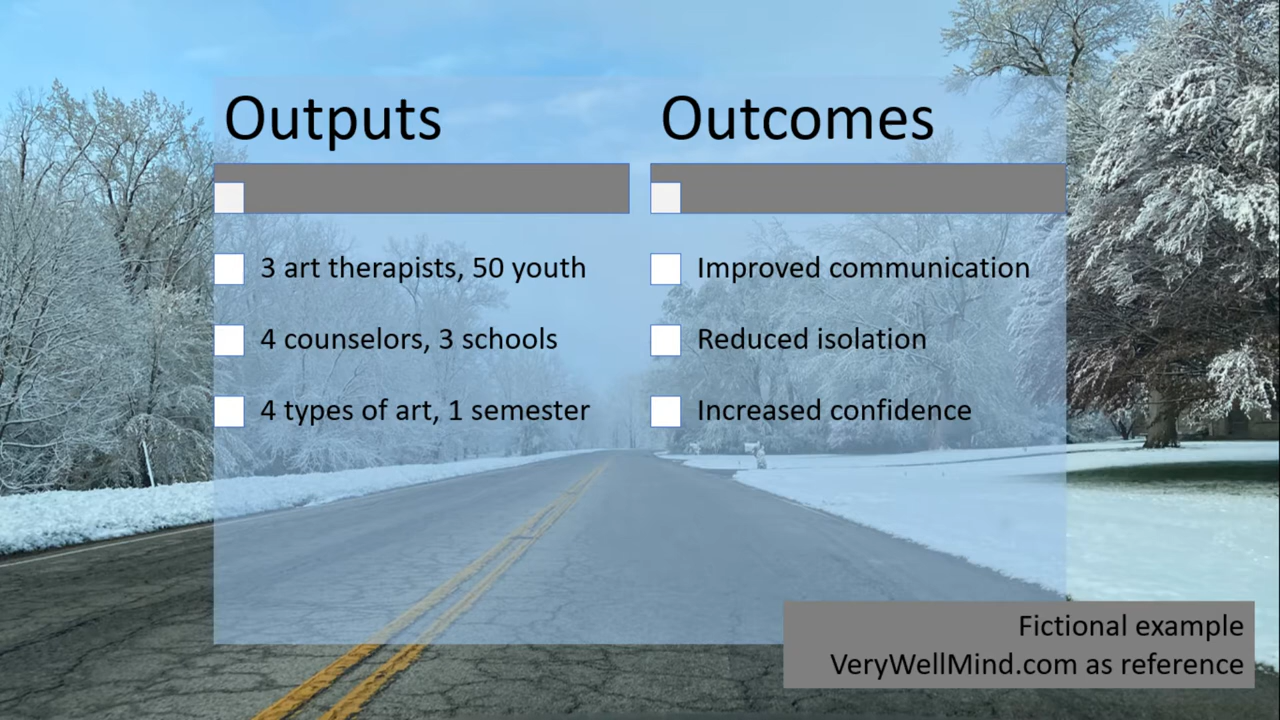 Outputs
3 art therapists, 50 youth
4 counselors, 3 schools
4 types of art, 1 semester
Outcomes
Improved communication
Reduced isolation
Increased confidence
Fictional example
VeryWellMind.com as reference